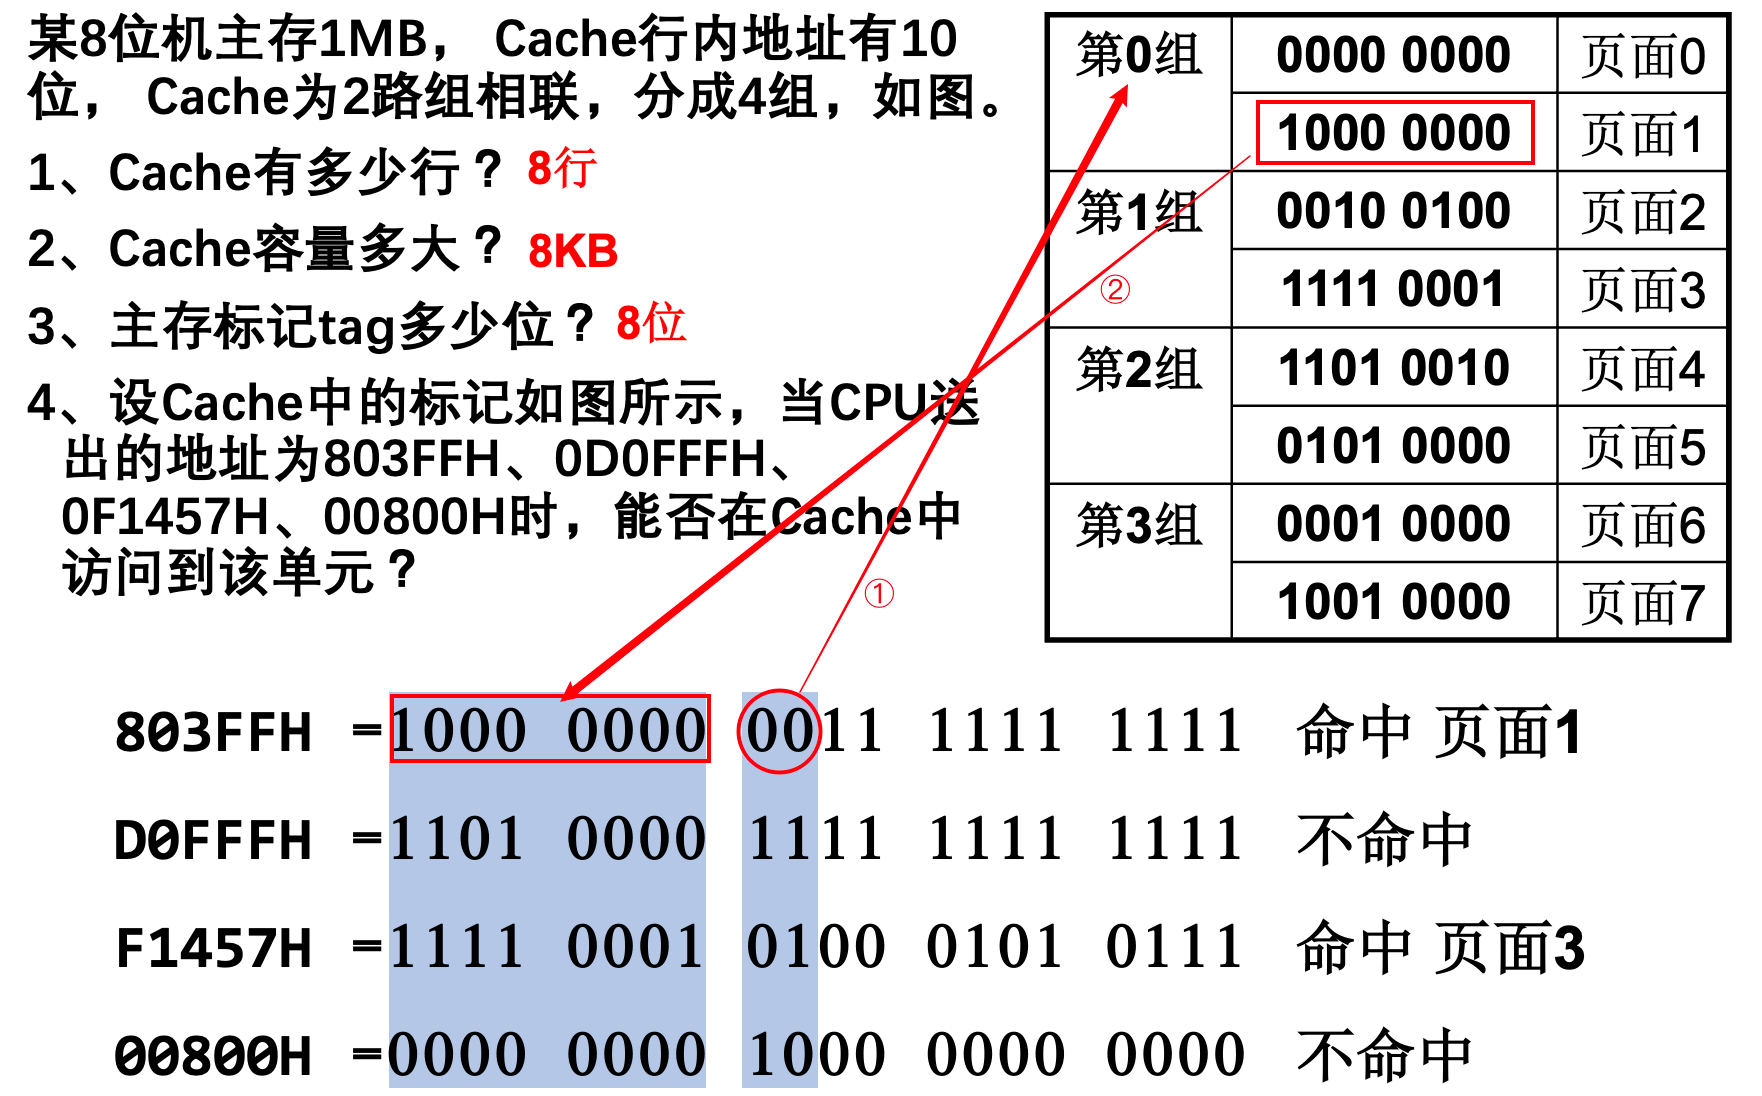 某8位机主存1MB， Cache行内地址有10
位， Cache为2路组相联，分成4组，如图。
1、Cache有多少行？ 8行
2、Cache容量多大？ 8KB
3、主存标记tag多少位？ 8位
4、设Cache中的标记如图所示，当CPU送
出的地址为803FFH、0D0FFFH、
0F1457H、00800H时，能否在Cache中
访问到该单元？
第0组 0000 0000 页面0
1000 0000 页面1
第1组 0010 0100 页面2
1111 0001 页面3
第2组 1101 0010 页面4
0101 0000 页面5
第3组 0001 0000 页面6
1001 0000 页面7
②
①
803FFH =1000 0000 0011 1111 1111 命中 页面1
D0FFFH =1101 0000 1111 1111 1111 不命中
F1457H =1111 0001 0100 0101 0111 命中 页面3
00800H =0000 0000 1000 0000 0000 不命中